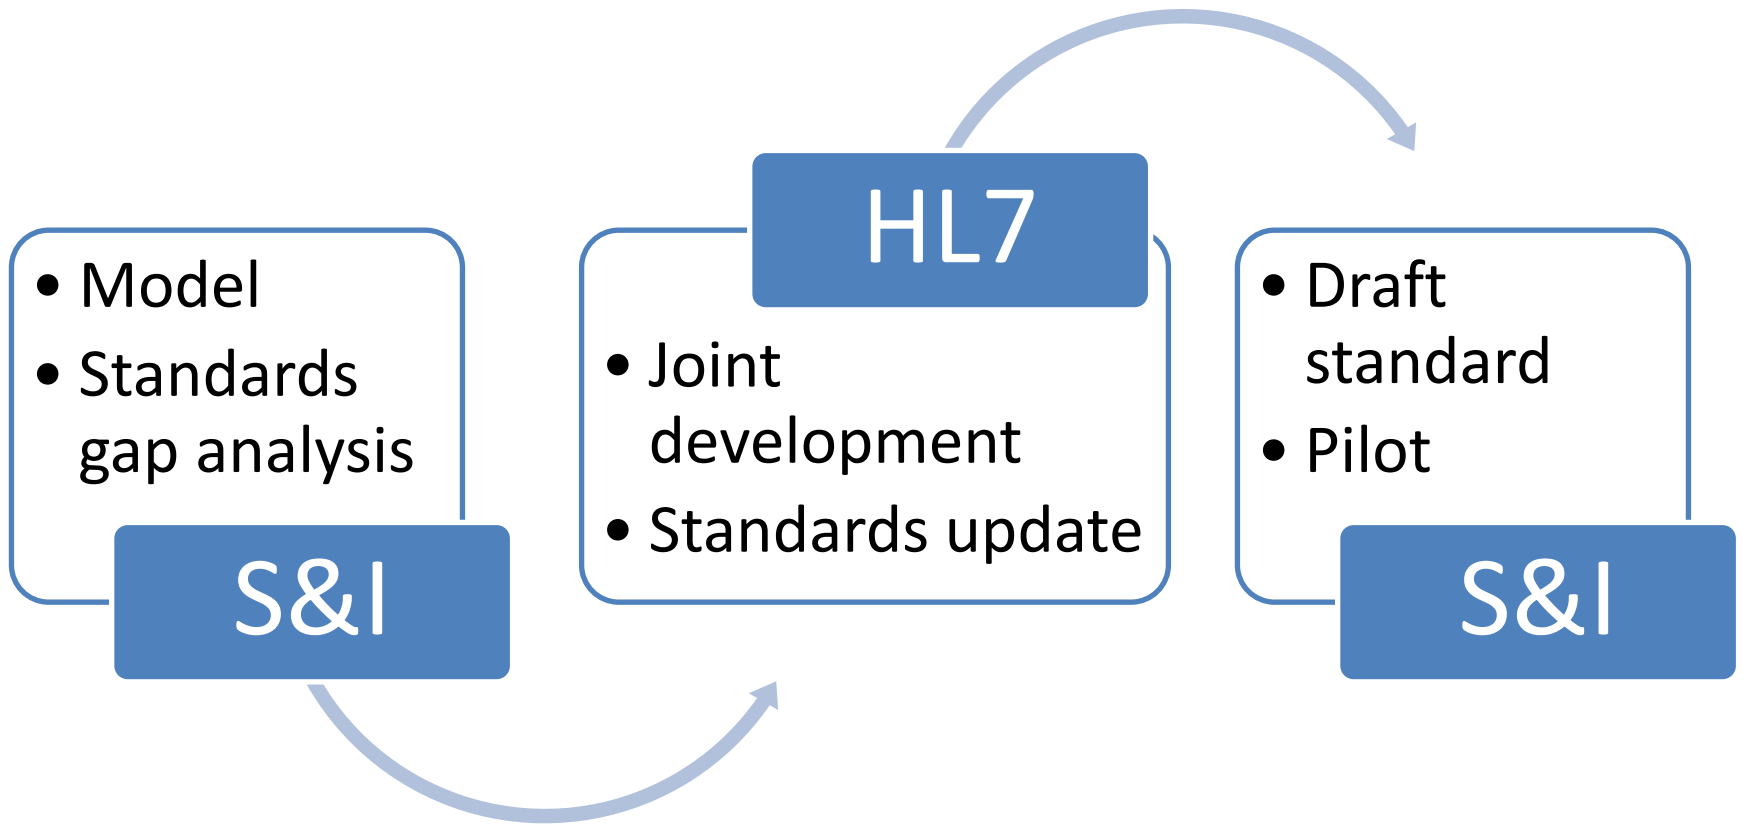 • Model
• Standards
gap analysis
S&I
HL7
• Joint
development
• Standards update
• Draft
standard
• Pilot
S&I